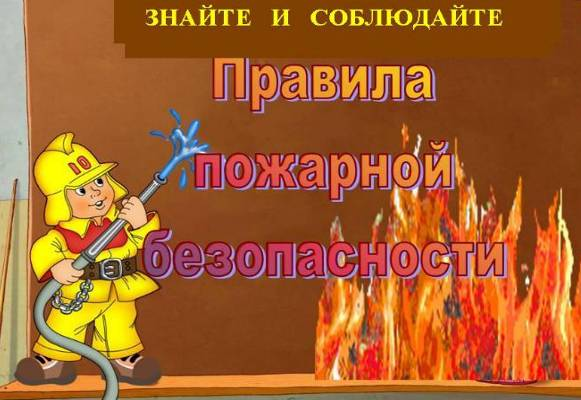 ЗНАЙТЕ И СОБЛЮДАЙТЕ
Правила
пожарной
безопасности
10